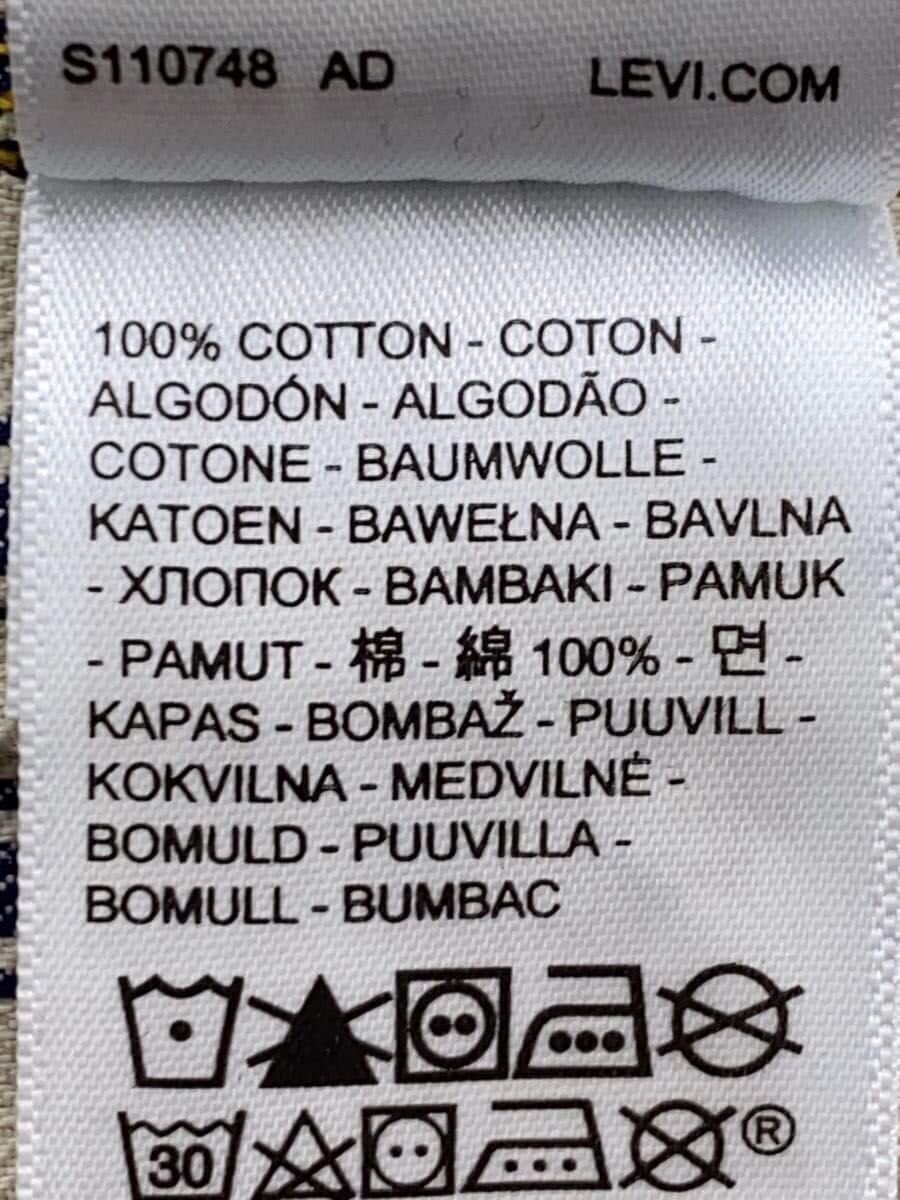 S110748 AD LEVI.COM
100% COTTON - COTON -
ALGODÓN - ALGODÃO -
COTONE - BAUMWOLLE -
KATOEN - BAWEŁNA - BAVLNA
- ХЛОПОК - BAMBAKI - PAMUK
- PAMUT - 棉 - 綿 100% - 면 -
KAPAS - BOMBAŽ - PUUVILL -
KOKVILNA - MEDVILNĖ -
BOMULD - PUUVILLA -
BOMULL - BUMBAC
30 ®